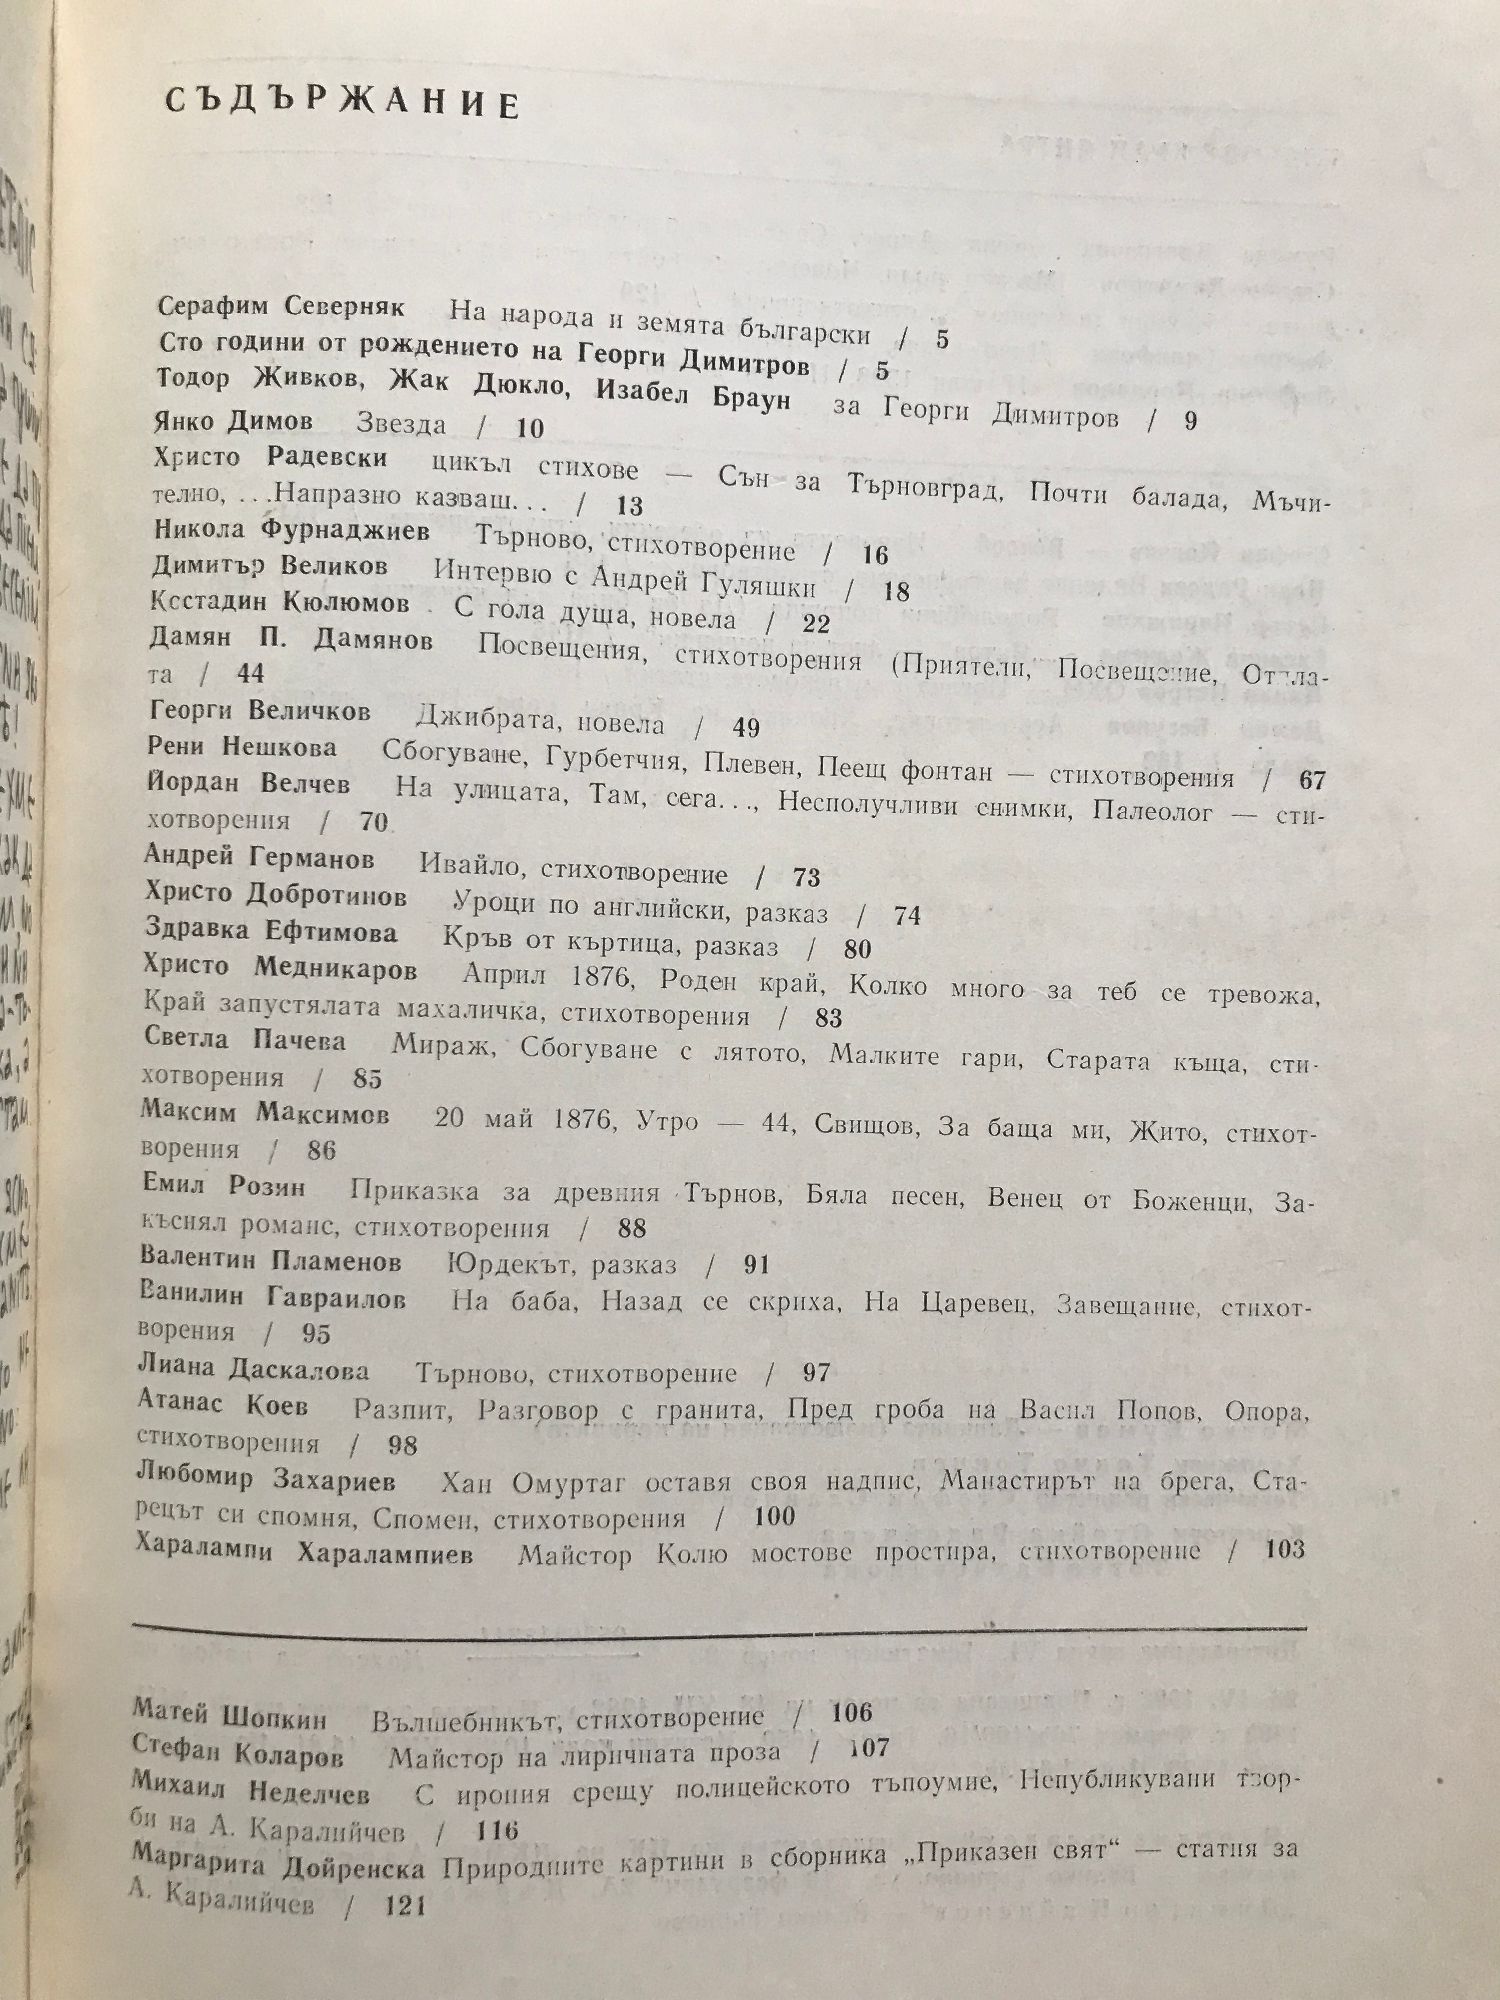 СЪДЪРЖАНИЕ
Серафим Северняк На народа и земята български / 5
Сто години от рождението на Георги Димитров / 5
Тодор Живков, Жак Дюкло, Изабел Браун за Георги Димитров / 9
Янко Димов Звезда / 10
Христо Радевски цикъл стихове — Сън за Търновград, Почти балада, Мъчи-
телно, ...Напразно казваш... / 13
Никола Фурнаджиев Търново, стихотворение / 16
Димитър Великов Интервю с Андрей Гуляшки / 18
Костадин Кюлюмов С гола душа, новела / 22
Дамян П. Дамянов Посвещения, стихотворения (Приятели, Посвещение, Отпла-
та / 44
Георги Величков Джибрата, новела / 49
Рени Нешкова Сбогуване, Гурбетчия, Плевен, Пеещ фонтан — стихотворения / 67
Йордан Велчев На улицата, Там, сега..., Несполучливи снимки, Палеолог — сти-
хотворения / 70
Андрей Германов Ивайло, стихотворение / 73
Христо Добротинов Уроци по английски, разказ / 74
Здравка Ефтимова Кръв от къртица, разказ / 80
Христо Медникаров Април 1876, Роден край, Колко много за теб се тревожа,
Край запустялата махаличка, стихотворения / 83
Светла Пачева Мираж, Сбогуване с лятото, Малките гари, Старата къща, сти-
хотворения / 85
Максим Максимов 20 май 1876, Утро — 44, Свищов, За баща ми, Жито, стихот-
ворения / 86
Емил Розин Приказка за древния Търнов, Бяла песен, Венец от Боженци, За-
къснял романс, стихотворения / 88
Валентин Пламенов Юрдекът, разказ / 91
Ванилин Гавраилов На баба, Назад се скриха, На Царевец, Завещание, стихот-
ворения / 95
Лиана Даскалова Търново, стихотворение / 97
Атанас Коев Разпит, Разговор с гранита, Пред гроба на Васил Попов, Опора,
стихотворения / 98
Любомир Захариев Хан Омуртаг оставя своя надпис, Манастирът на брега, Ста-
рецът си спомня, Спомен, стихотворения / 100
Харалампи Харалампиев Майстор Колю мостове простира, стихотворение / 103
Матей Шопкин Вълшебникът, стихотворение / 106
Стефан Коларов Майстор на лиричната проза / 107
Михаил Неделчев С ирония срещу полицейското тъпоумие, Непубликувани твор-
би на А. Каралийчев / 116
Маргарита Дойренска Природните картини в сборника „Приказен свят“ — статия за
А. Каралийчев / 121